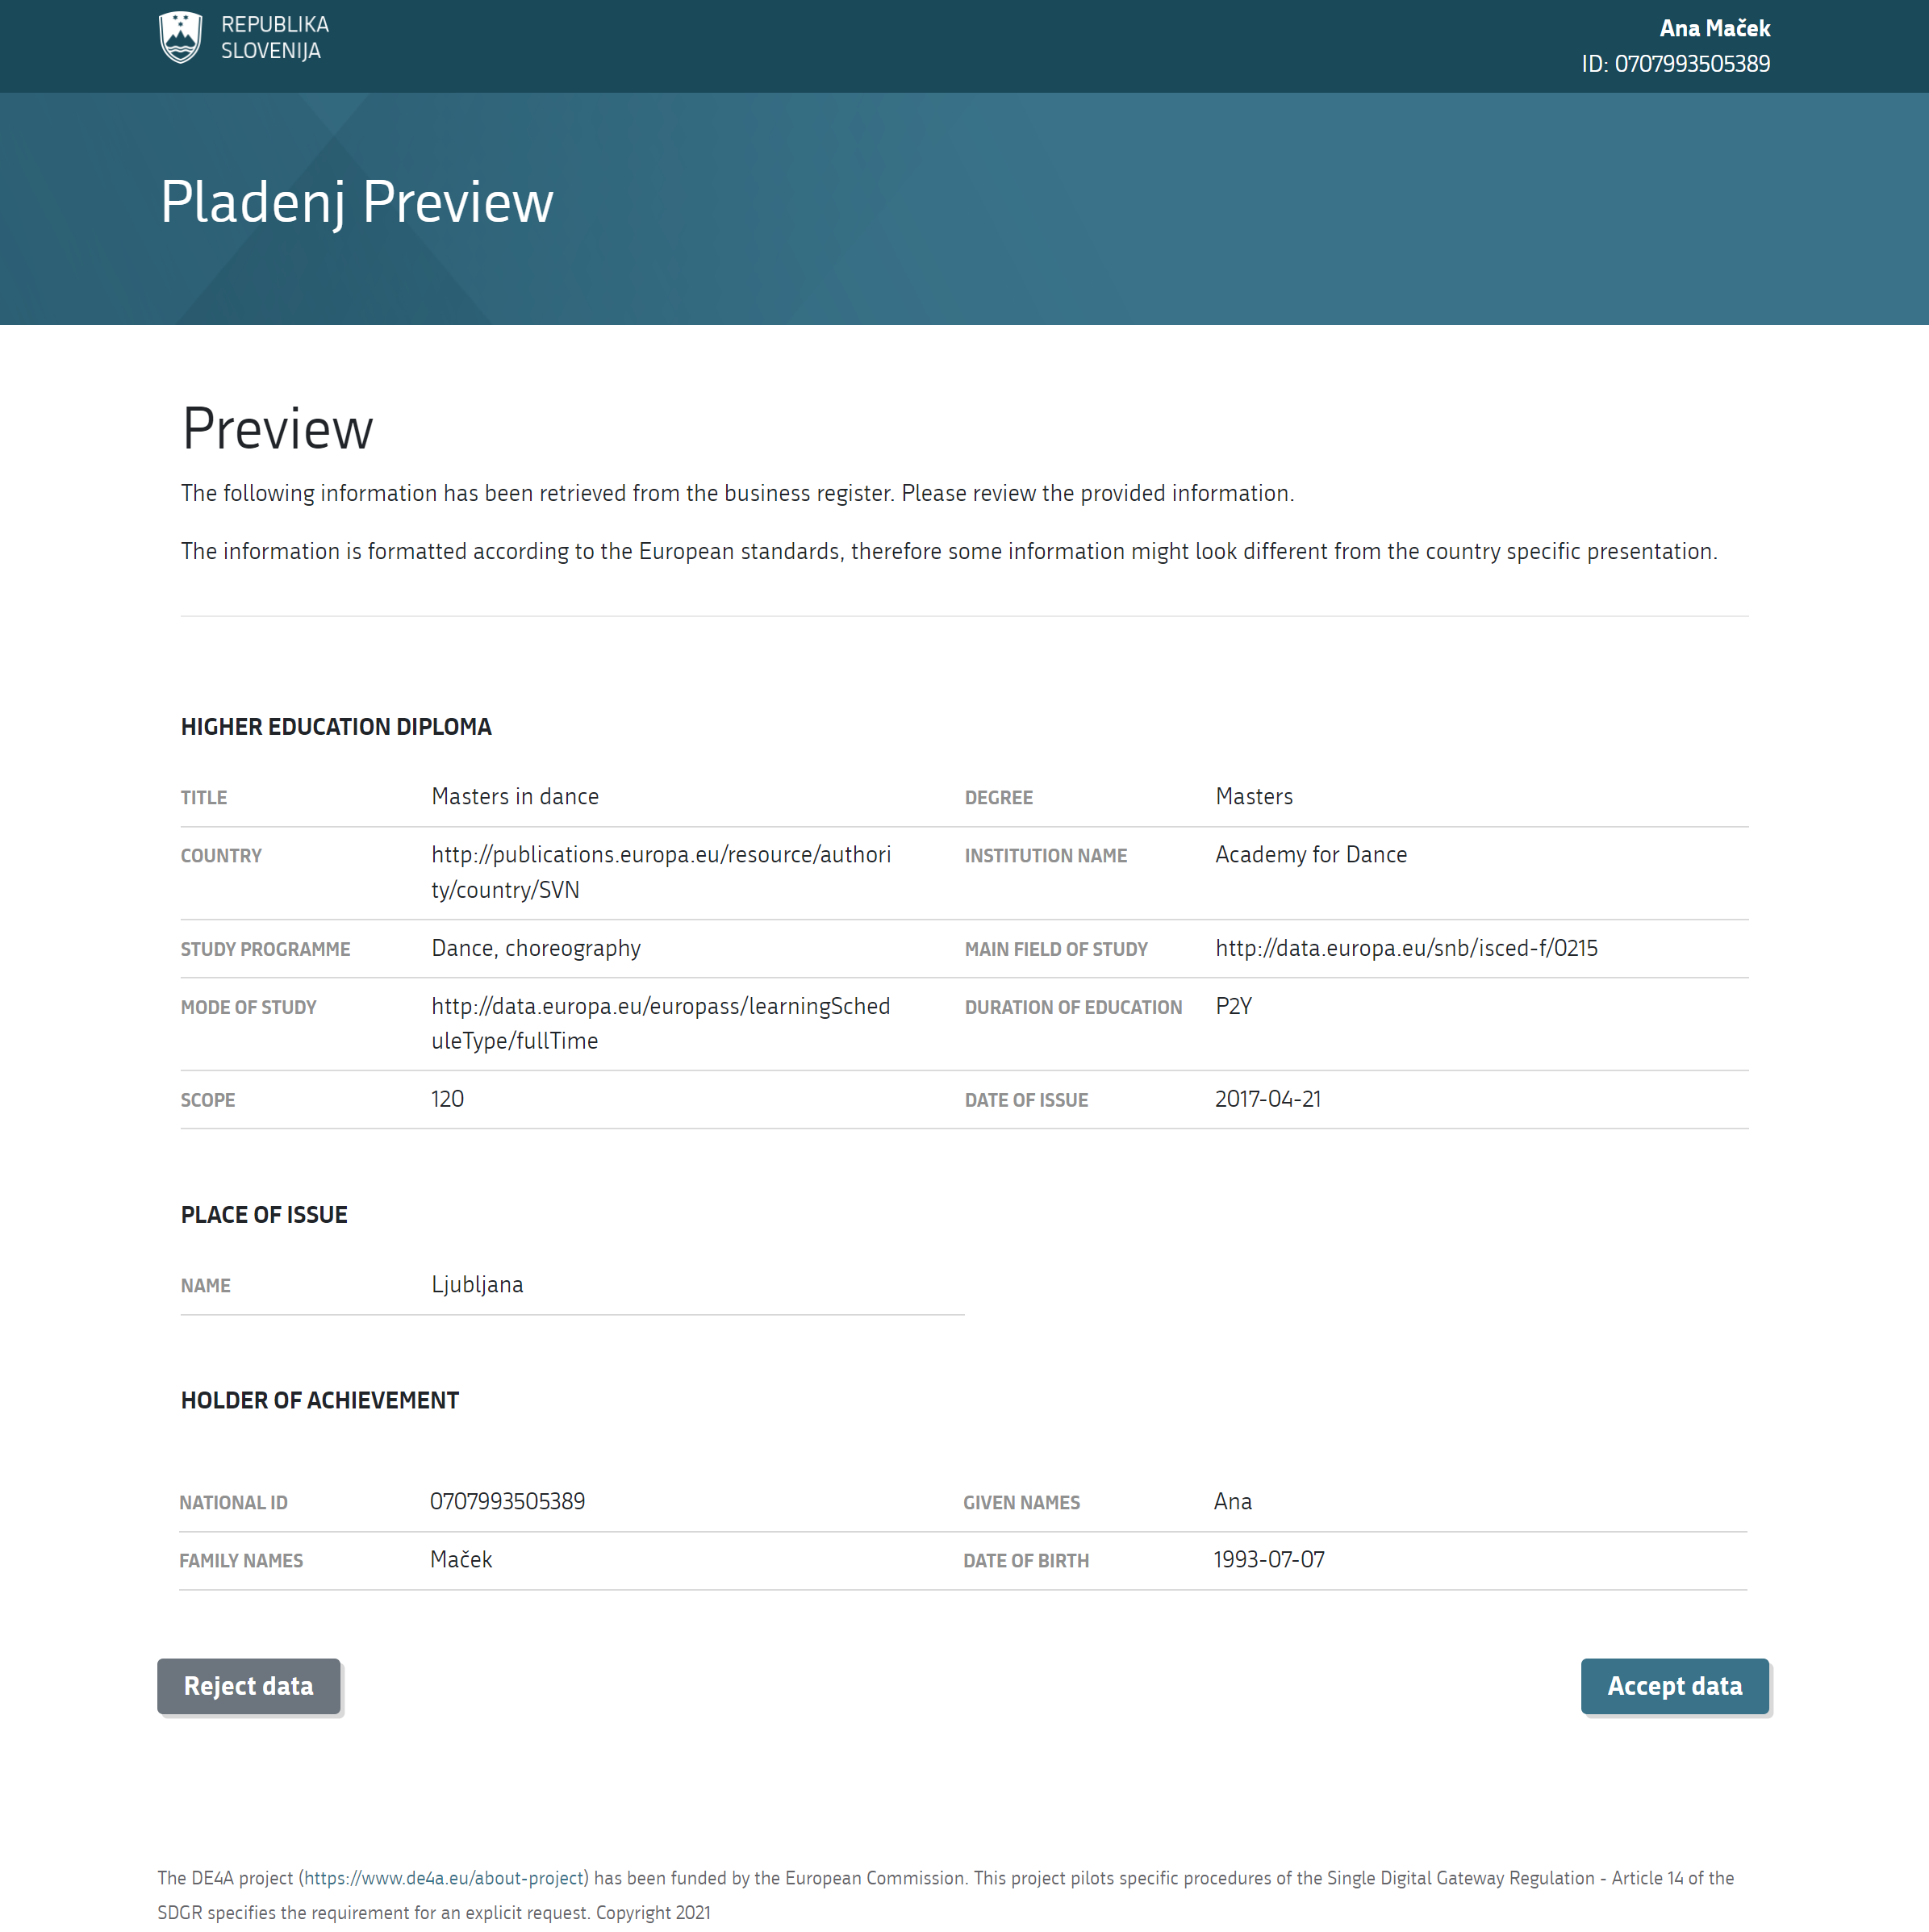 REPUBLIKA
SLOVENIJA
Ana Maček
ID: 0707993505389
Pladenj Preview
Preview
The following information has been retrieved from the business register. Please review the provided information.
The information is formatted according to the European standards, therefore some information might look different from the country specific presentation.
HIGHER EDUCATION DIPLOMA
TITLE Masters in dance DEGREE Masters
COUNTRY http://publications.europa.eu/resource/authori INSTITUTION NAME Academy for Dance
ty/country/SVN
STUDY PROGRAMME Dance, choreography MAIN FIELD OF STUDY http://data.europa.eu/snb/isced-f/0215
MODE OF STUDY http://data.europa.eu/europass/learningSched DURATION OF EDUCATION P2Y
uleType/fullTime
SCOPE 120 DATE OF ISSUE 2017-04-21
PLACE OF ISSUE
NAME Ljubljana
HOLDER OF ACHIEVEMENT
NATIONAL ID 0707993505389 GIVEN NAMES Ana
FAMILY NAMES Maček DATE OF BIRTH 1993-07-07
Reject data Accept data
The DE4A project (https://www.de4a.eu/about-project) has been funded by the European Commission. This project pilots specific procedures of the Single Digital Gateway Regulation - Article 14 of the
SDGR specifies the requirement for an explicit request. Copyright 2021